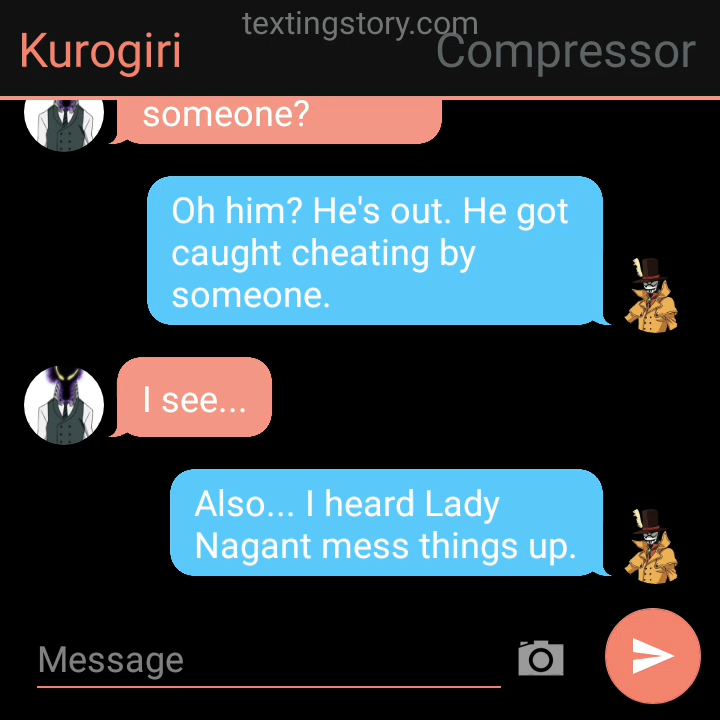 textingstory.com
Kurogiri
Compressor
someone?
Oh him? He's out. He got
caught cheating by
someone.
I see...
Also... I heard Lady
Nagant mess things up.
Message